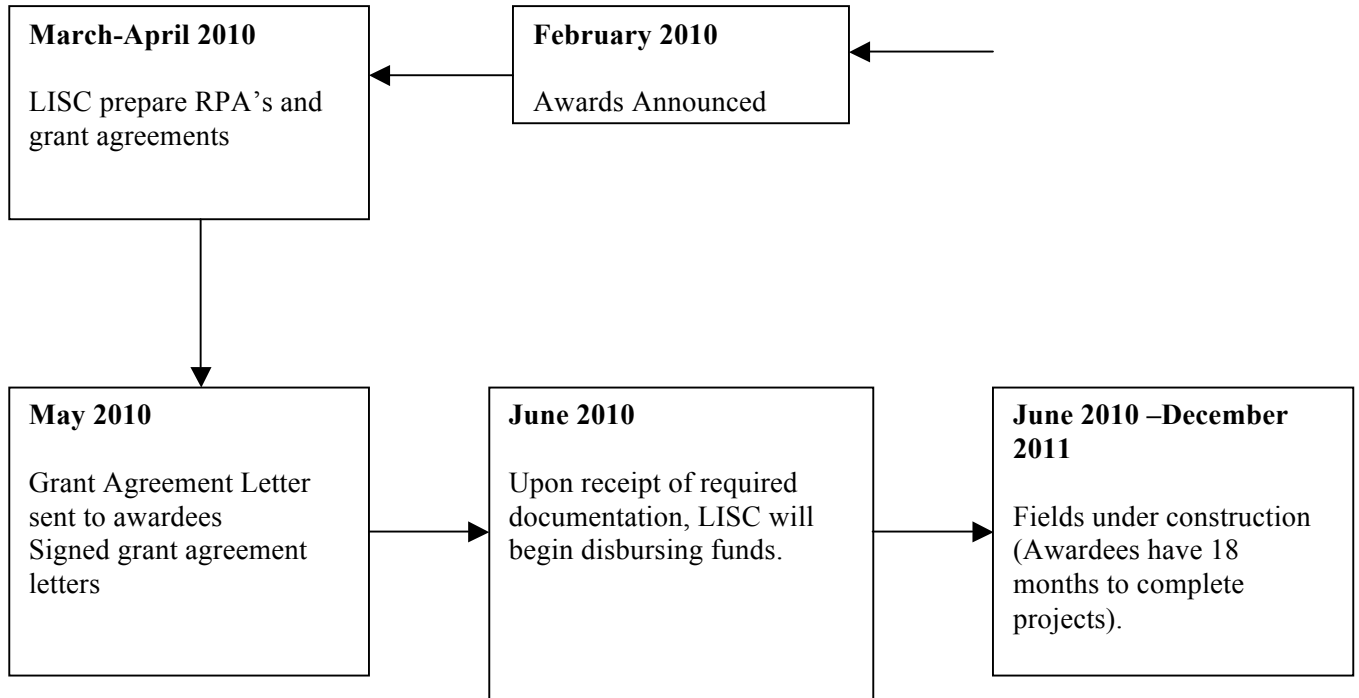 March-April 2010
LISC prepare RPA’s and
grant agreements
February 2010
Awards Announced
May 2010
Grant Agreement Letter
sent to awardees
Signed grant agreement
letters
June 2010
Upon receipt of required
documentation, LISC will
begin disbursing funds.
June 2010 –December
2011
Fields under construction
(Awardees have 18
months to complete
projects).